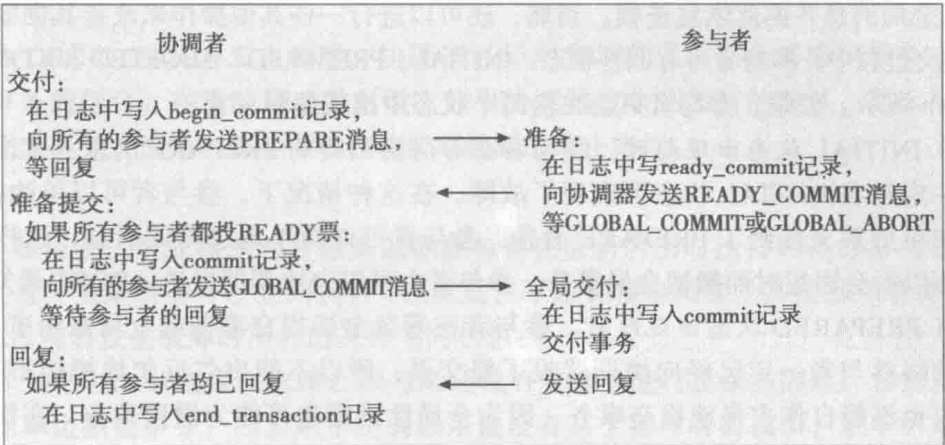 协调者
参与者
交付:
在日志中写入begin_commit记录,
向所有的参与者发送PREPARE消息,
准备
等回复
在日志中写ready_commit记录,
向协调器发送READY_COMMIT消息,
准备提交:
等GLOBAL_COMMIT或GLOBAL_ABORT
如果所有参与者都投READY票:
在日志中写入commit记录,
向所有的参与者发送GLOBAL_COMMIT消息
全局交付:
等待参与者的回复
在日志中写入commit记录
交付事务
回复:
如果所有参与者均已回复
发送回复
在日志中写入end_transaction记录